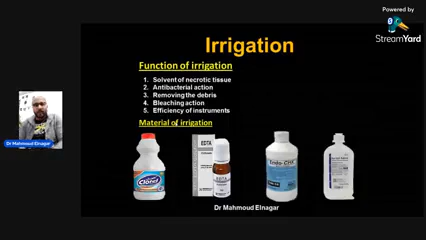 Powered by
StreamYard
Irrigation
Function of irrigation
1. Solvent of necrotic tissue
2. Antibacterial action
3. Removing the debris
4. Bleaching action
5. Efficiency of instruments
Material of irrigation
Clorox
EDTA
Endo-CHX
Dr Mahmoud Elnagar
Dr Mahmoud Elnagar